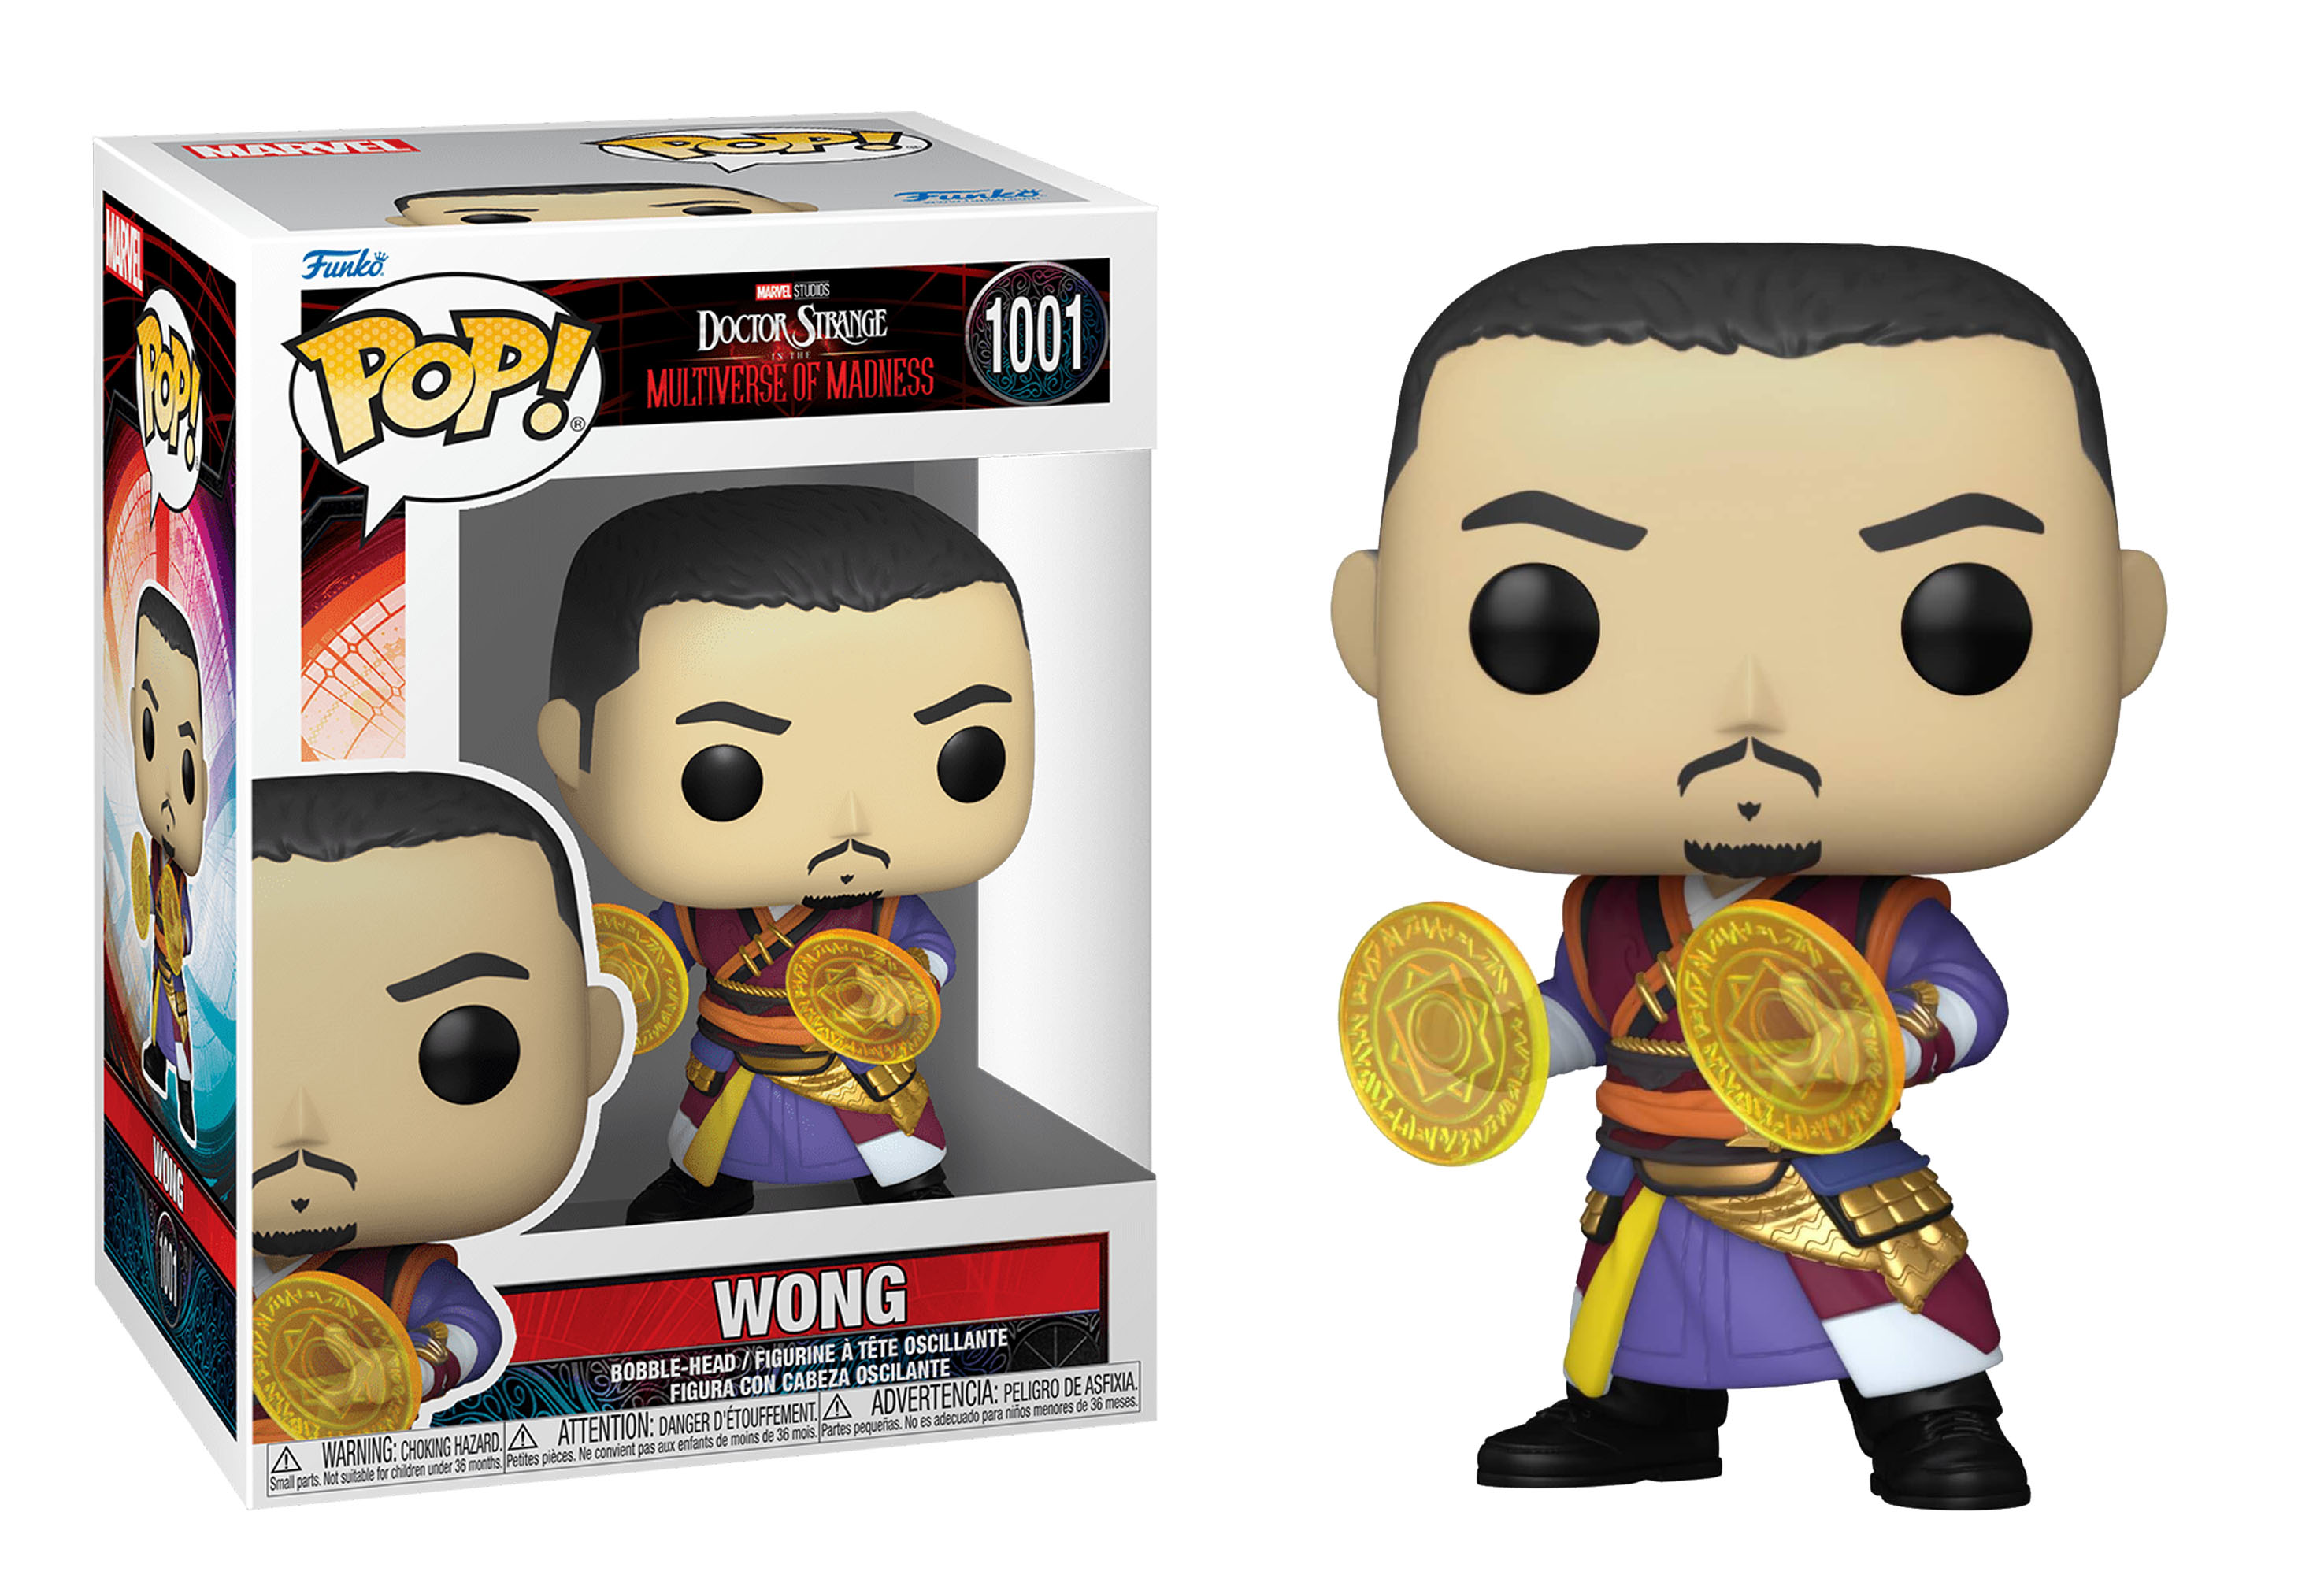 MARVEL
POP!
Funko
MARVEL
POP!
WONG
1001
Funko
POP!®
MARVEL STUDIOS
DOCTOR STRANGE
IN THE
MULTIVERSE OF MADNESS
1001
WONG
BOBBLE-HEAD / FIGURINE À TÊTE OSCILLANTE
FIGURA CON CABEZA OSCILANTE
WARNING: CHOKING HAZARD.
Small parts. Not suitable for children under 36 months.
ATTENTION: DANGER D'ÉTOUFFEMENT.
Petites pièces. Ne convient pas aux enfants de moins de 36 mois.
ADVERTENCIA: PELIGRO DE ASFIXIA.
Partes pequeñas. No es adecuado para niños menores de 36 meses.